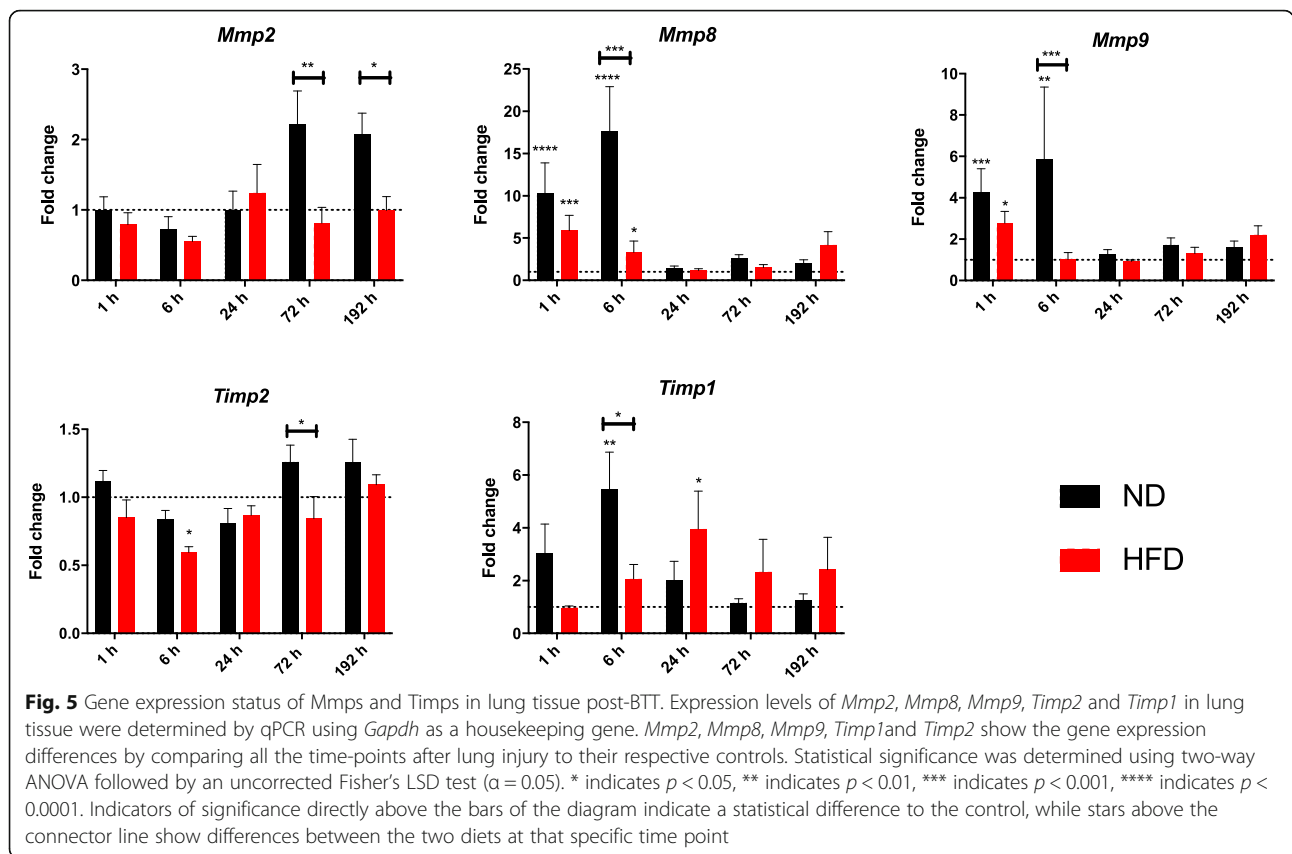 Mmp2
Fold change
3
2
1
0
**
*
1 h
6 h
24 h
72 h
192 h
Mmp8
Fold change
25
20
15
10
5
0
****
***
***
****
*
1 h
6 h
24 h
72 h
192 h
Mmp9
Fold change
10
8
6
4
2
0
***
*
***
**
1 h
6 h
24 h
72 h
192 h
Timp2
Fold change
1.5
1.0
0.5
0.0
*
*
1 h
6 h
24 h
72 h
192 h
Timp1
Fold change
8
6
4
2
0
*
**
*
1 h
6 h
24 h
72 h
192 h
ND
HFD
Fig. 5 Gene expression status of Mmps and Timps in lung tissue post-BTT. Expression levels of Mmp2, Mmp8, Mmp9, Timp2 and Timp1 in lung
tissue were determined by qPCR using Gapdh as a housekeeping gene. Mmp2, Mmp8, Mmp9, Timp1and Timp2 show the gene expression
differences by comparing all the time-points after lung injury to their respective controls. Statistical significance was determined using two-way
ANOVA followed by an uncorrected Fisher's LSD test (α = 0.05). * indicates p < 0.05, ** indicates p < 0.01, *** indicates p < 0.001, **** indicates p <
0.0001. Indicators of significance directly above the bars of the diagram indicate a statistical difference to the control, while stars above the
connector line show differences between the two diets at that specific time point